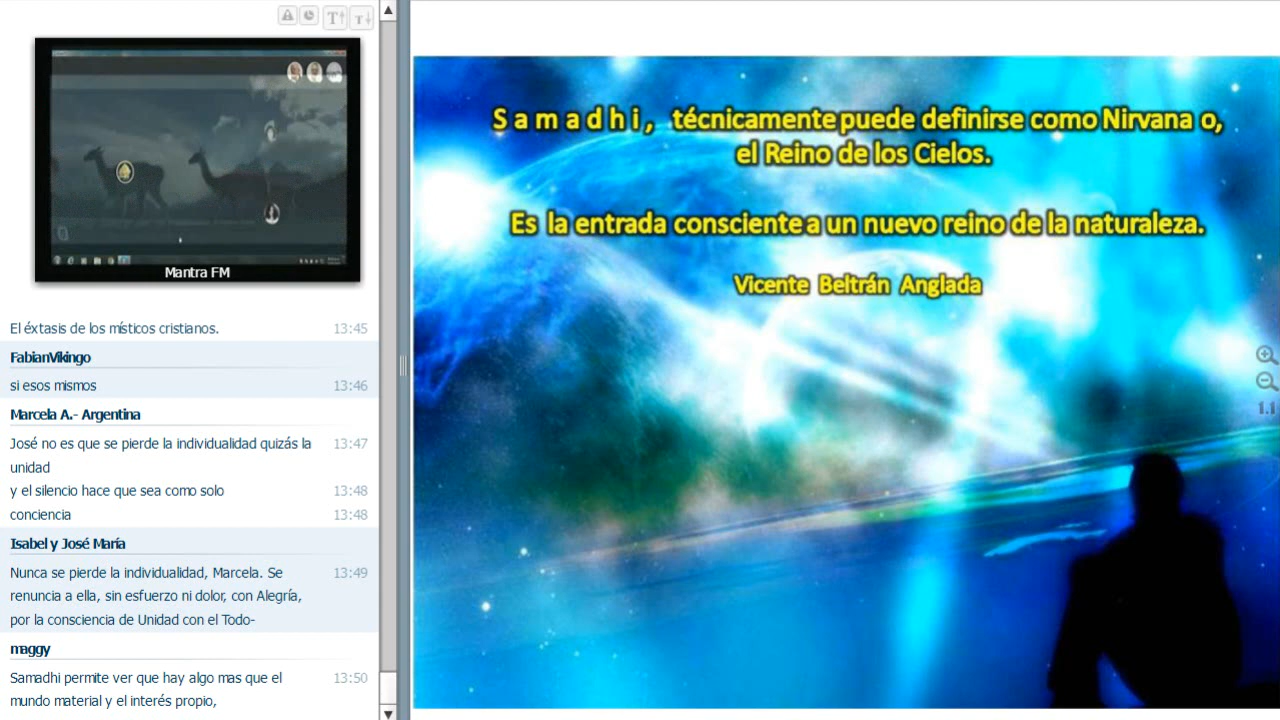 Mantra FM
El éxtasis de los místicos cristianos. 13:45
FabianVikingo
si esos mismos 13:46
Marcela A.- Argentina
José no es que se pierde la individualidad quizás la 13:47
unidad
y el silencio hace que sea como solo 13:48
conciencia 13:48
Isabel y José María
Nunca se pierde la individualidad, Marcela. Se 13:49
renuncia a ella, sin esfuerzo ni dolor, con Alegría,
por la consciencia de Unidad con el Todo-
maggy
Samadhi permite ver que hay algo mas que el 13:50
mundo material y el interés propio,
S a m a d h i , técnicamente puede definirse como Nirvana o,
el Reino de los Cielos.
Es la entrada consciente a un nuevo reino de la naturaleza.
Vicente Beltrán Anglada
1.1